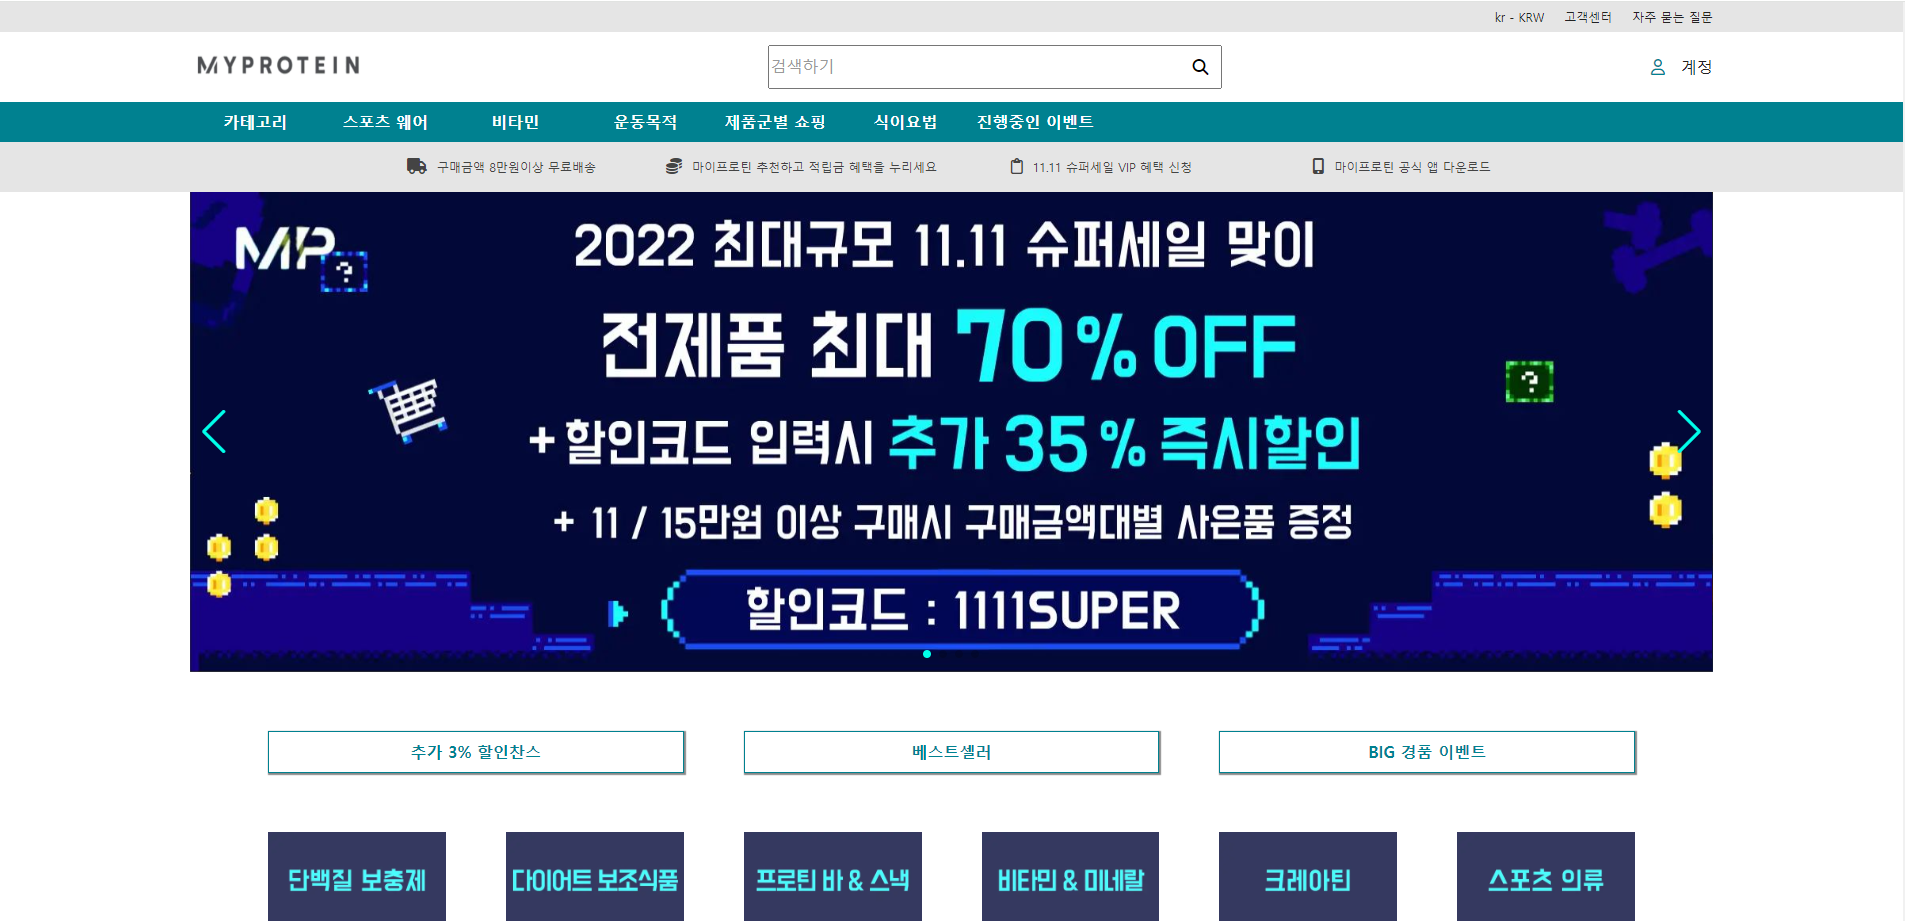 kr - KRW 고객센터 자주 묻는 질문
MYPROTEIN
검색하기
계정
카테고리 스포츠 웨어 비타민 운동목적 제품군별 쇼핑 식이요법 진행중인 이벤트
구매금액 8만원이상 무료배송 마이프로틴 추천하고 적립금 혜택을 누리세요 11.11 슈퍼세일 VIP 혜택 신청 마이프로틴 공식 앱 다운로드
MP
?
2022 최대규모 11.11 슈퍼세일 맞이
전제품 최대 70% OFF
?
+ 할인코드 입력시 추가 35% 즉시할인
+ 11 / 15만원 이상 구매시 구매금액대별 사은품 증정
할인코드 : 1111SUPER
추가 3% 할인찬스 베스트셀러 BIG 경품 이벤트
단백질 보충제 다이어트 보조식품 프로틴 바 & 스낵 비타민 & 미네랄 크레아틴 스포츠 의류